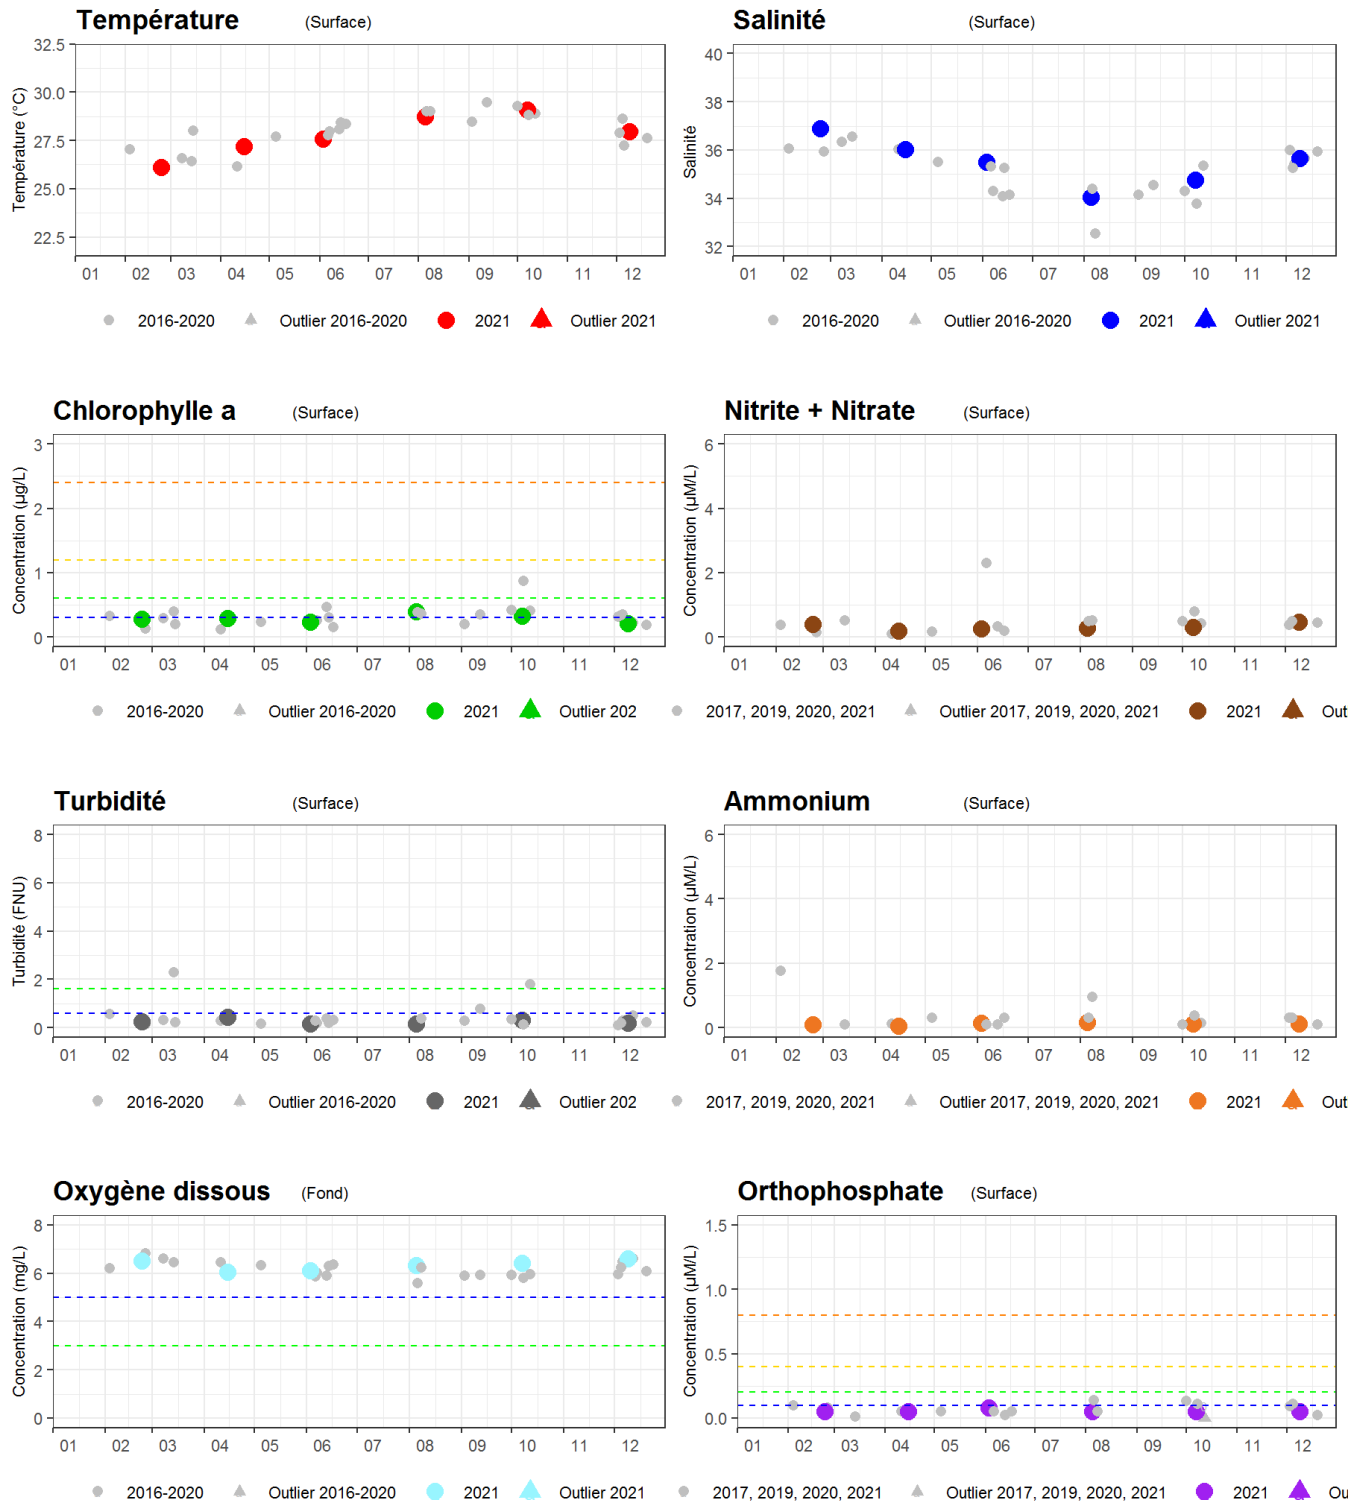 Température (Surface)
Température (°C)
32.5
30.0
27.5
25.0
22.5
01 02 03 04 05 06 07 08 09 10 11 12
2016-2020 Outlier 2016-2020 2021 Outlier 2021
Salinité (Surface)
Salinité
40
38
36
34
32
01 02 03 04 05 06 07 08 09 10 11 12
2016-2020 Outlier 2016-2020 2021 Outlier 2021
Chlorophylle a (Surface)
Concentration (µg/L)
3
2
1
0
01 02 03 04 05 06 07 08 09 10 11 12
2016-2020 Outlier 2016-2020 2021 Outlier 202
Nitrite + Nitrate (Surface)
Concentration (µM/L)
6
4
2
0
01 02 03 04 05 06 07 08 09 10 11 12
2017, 2019, 2020, 2021 Outlier 2017, 2019, 2020, 2021 2021 Out
Turbidité (Surface)
Turbidité (FNU)
8
6
4
2
0
01 02 03 04 05 06 07 08 09 10 11 12
2016-2020 Outlier 2016-2020 2021 Outlier 202
Ammonium (Surface)
Concentration (µM/L)
6
4
2
0
01 02 03 04 05 06 07 08 09 10 11 12
2017, 2019, 2020, 2021 Outlier 2017, 2019, 2020, 2021 2021 Out
Oxygène dissous (Fond)
Concentration (mg/L)
8
6
4
2
0
01 02 03 04 05 06 07 08 09 10 11 12
2016-2020 Outlier 2016-2020 2021 Outlier 2021
Orthophosphate (Surface)
Concentration (µM/L)
1.5
1.0
0.5
0.0
01 02 03 04 05 06 07 08 09 10 11 12
2017, 2019, 2020, 2021 Outlier 2017, 2019, 2020, 2021 2021 Ou